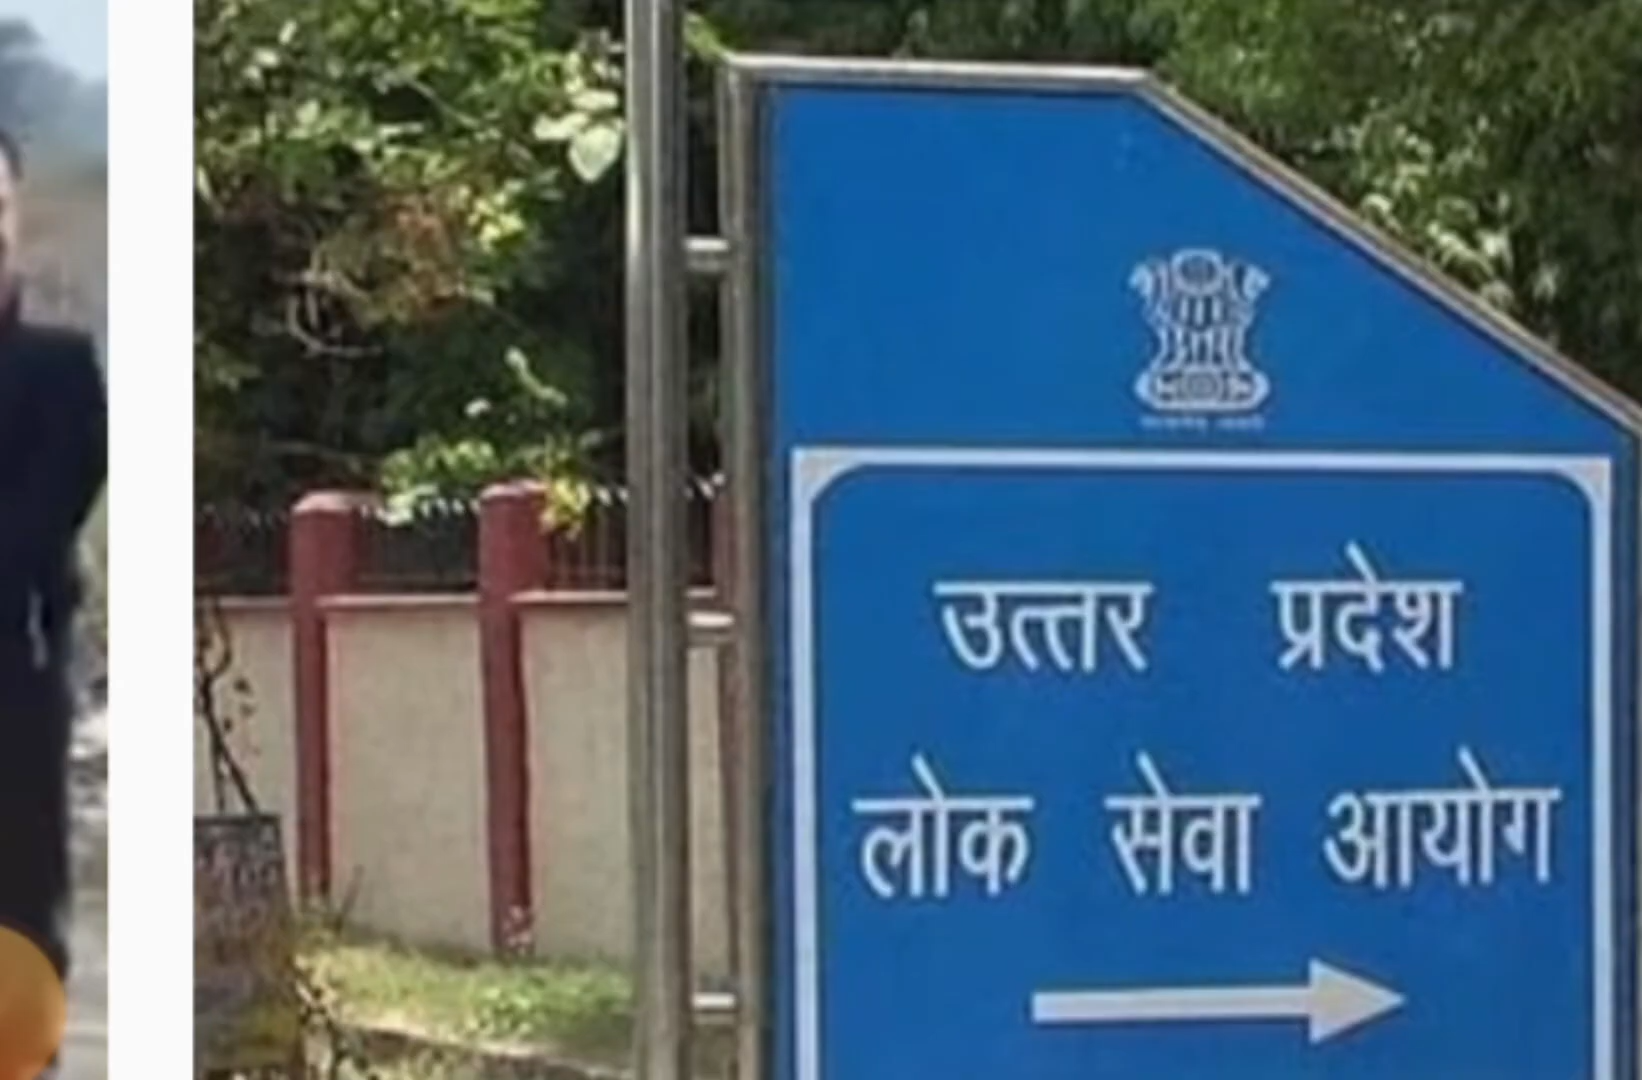 उत्तर प्रदेश
लोक सेवा आयोग